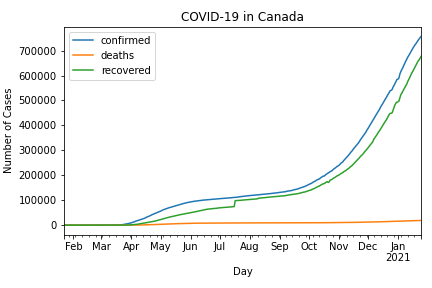 COVID-19 in Canada
confirmed
deaths
recovered
Number of Cases
700000
600000
500000
400000
300000
200000
100000
0
Feb Mar Apr May Jun Jul Aug Sep Oct Nov Dec Jan
2021
Day